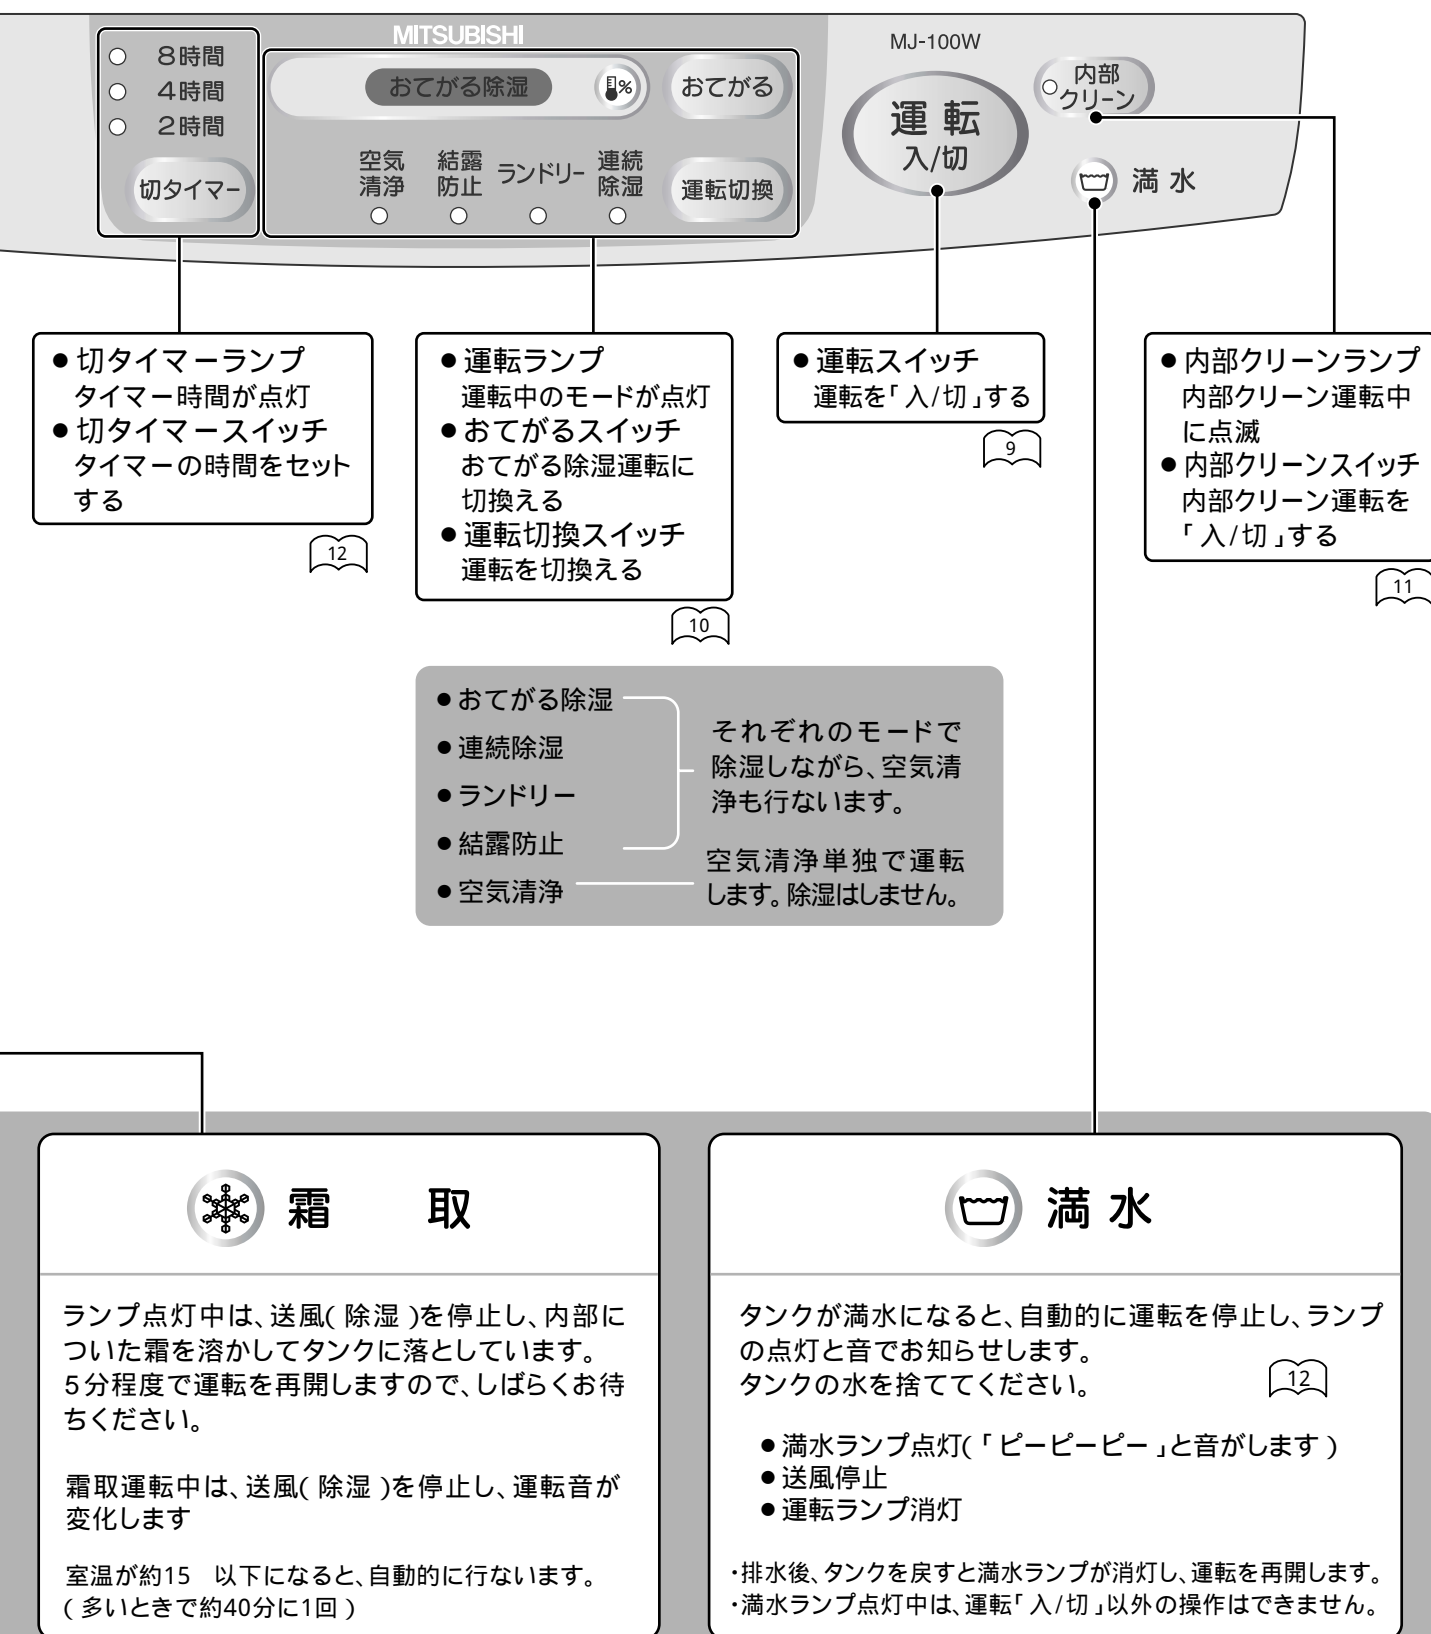 MITSUBISHI
MJ-100W
8時間
4時間
2時間
切タイマー
おてがる除湿
%
おてがる
空気
清浄
結露
防止
ランドリー
連続
除湿
運転切換
運転
入/切
内部
クリーン
満水
●切タイマーランプ
タイマー時間が点灯
●切タイマースイッチ
タイマーの時間をセット
する
12
●運転ランプ
運転中のモードが点灯
●おてがるスイッチ
おてがる除湿運転に
切換える
●運転切換スイッチ
運転を切換える
10
●運転スイッチ
運転を「入/切」する
9
●内部クリーンランプ
内部クリーン運転中
に点滅
●内部クリーンスイッチ
内部クリーン運転を
「入/切」する
11
●おてがる除湿
●連続除湿
●ランドリー
●結露防止
●空気清浄
それぞれのモードで
除湿しながら、空気清
浄も行ないます。
空気清浄単独で運転
します。除湿はしません。
霜 取
ランプ点灯中は、送風(除湿)を停止し、内部に
ついた霜を溶かしてタンクに落としています。
5分程度で運転を再開しますので、しばらくお待
ちください。
霜取運転中は、送風(除湿)を停止し、運転音が
変化します
室温が約15 以下になると、自動的に行ないます。
(多いときで約40分に1回)
満水
タンクが満水になると、自動的に運転を停止し、ランプ
の点灯と音でお知らせします。
タンクの水を捨ててください。
12
●満水ランプ点灯(「ピーピーピー」と音がします)
●送風停止
●運転ランプ消灯
・排水後、タンクを戻すと満水ランプが消灯し、運転を再開します。
・満水ランプ点灯中は、運転「入/切」以外の操作はできません。